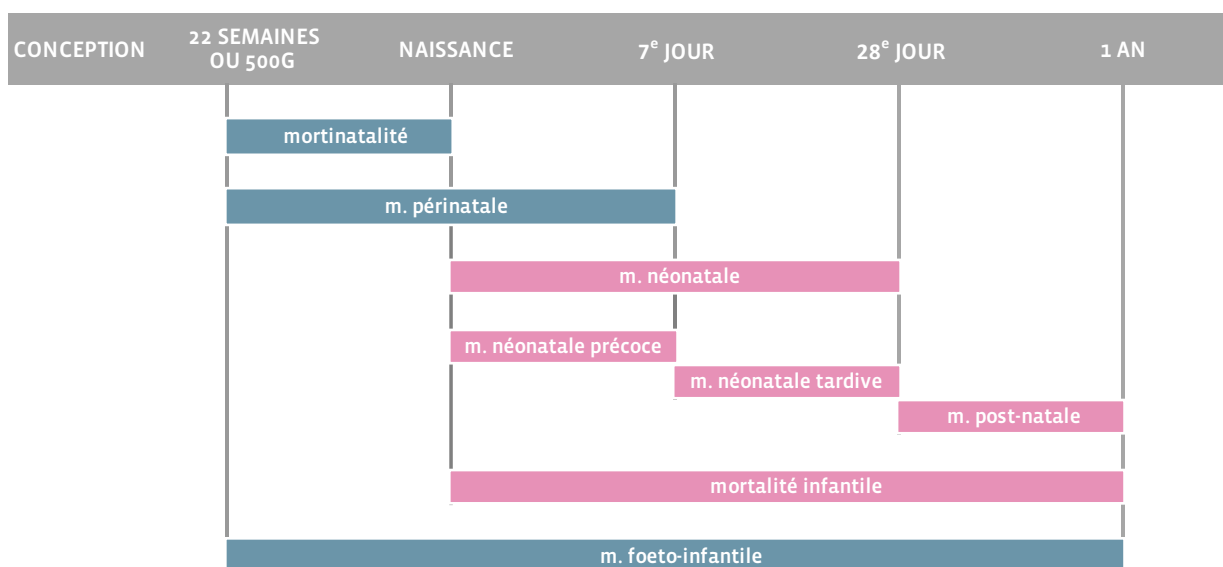 CONCEPTION
22 SEMAINES
OU 500G
NAISSANCE
7e JOUR
28e JOUR
1 AN
mortinatalité
m. périnatale
m. néonatale
m. néonatale précoce
m. néonatale tardive
m. post-natale
mortalité infantile
m. foeto-infantile